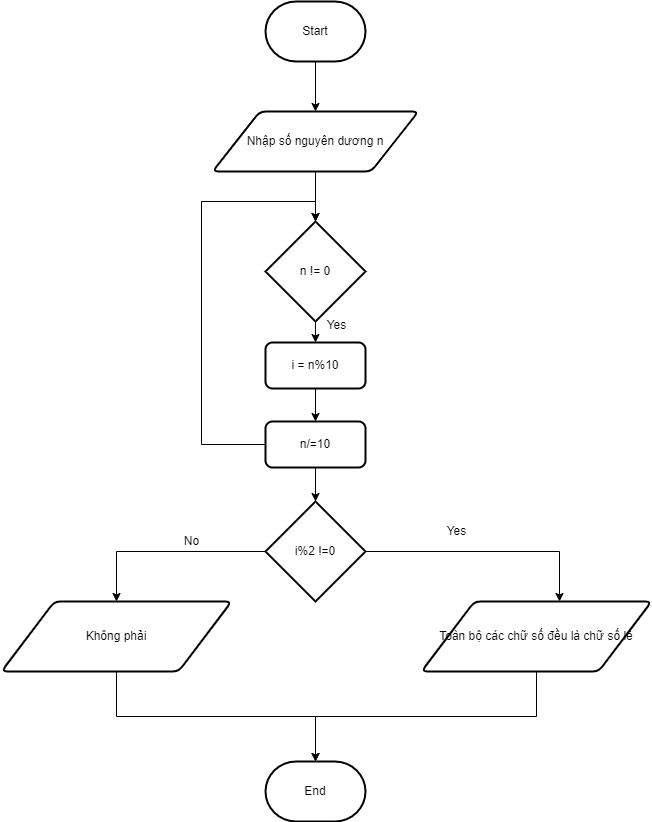 Start
Nhập số nguyên dương n
n != 0
Yes
i = n%10
n/=10
i%2 !=0
No
Yes
Không phải
Toàn bộ các chữ số đều là chữ số lẻ
End